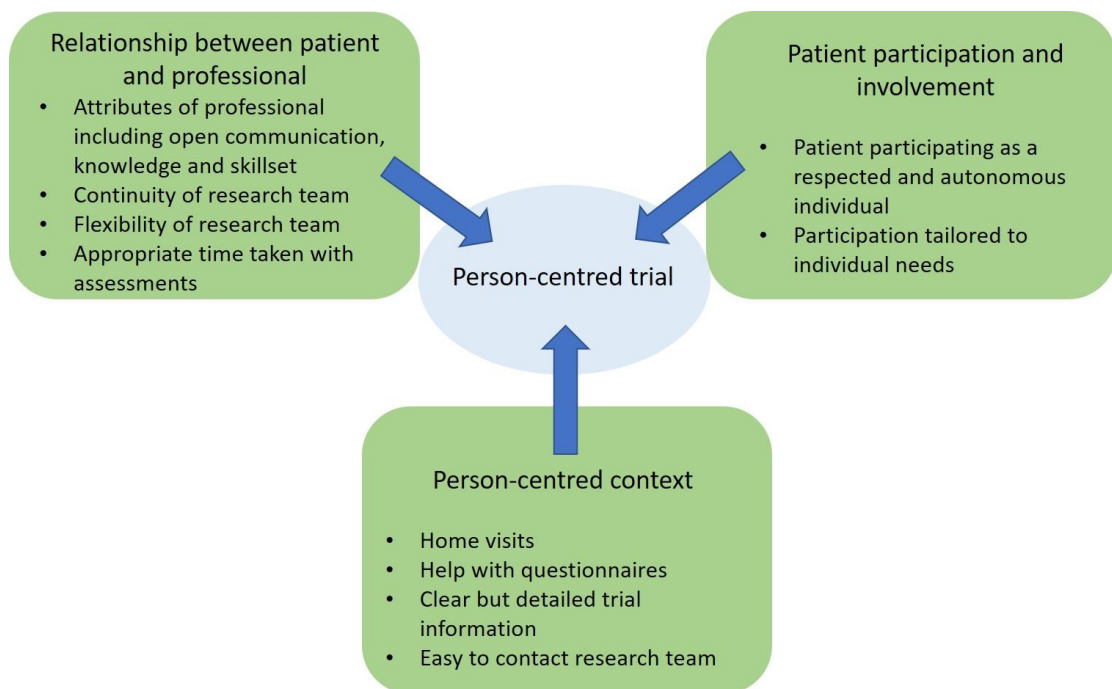 Relationship between patient
and professional
• Attributes of professional
including open communication,
knowledge and skillset
• Continuity of research team
• Flexibility of research team
• Appropriate time taken with
assessments
Patient participation and
involvement
• Patient participating as a
respected and autonomous
individual
• Participation tailored to
individual needs
Person-centred trial
Person-centred context
• Home visits
• Help with questionnaires
• Clear but detailed trial
information
• Easy to contact research team